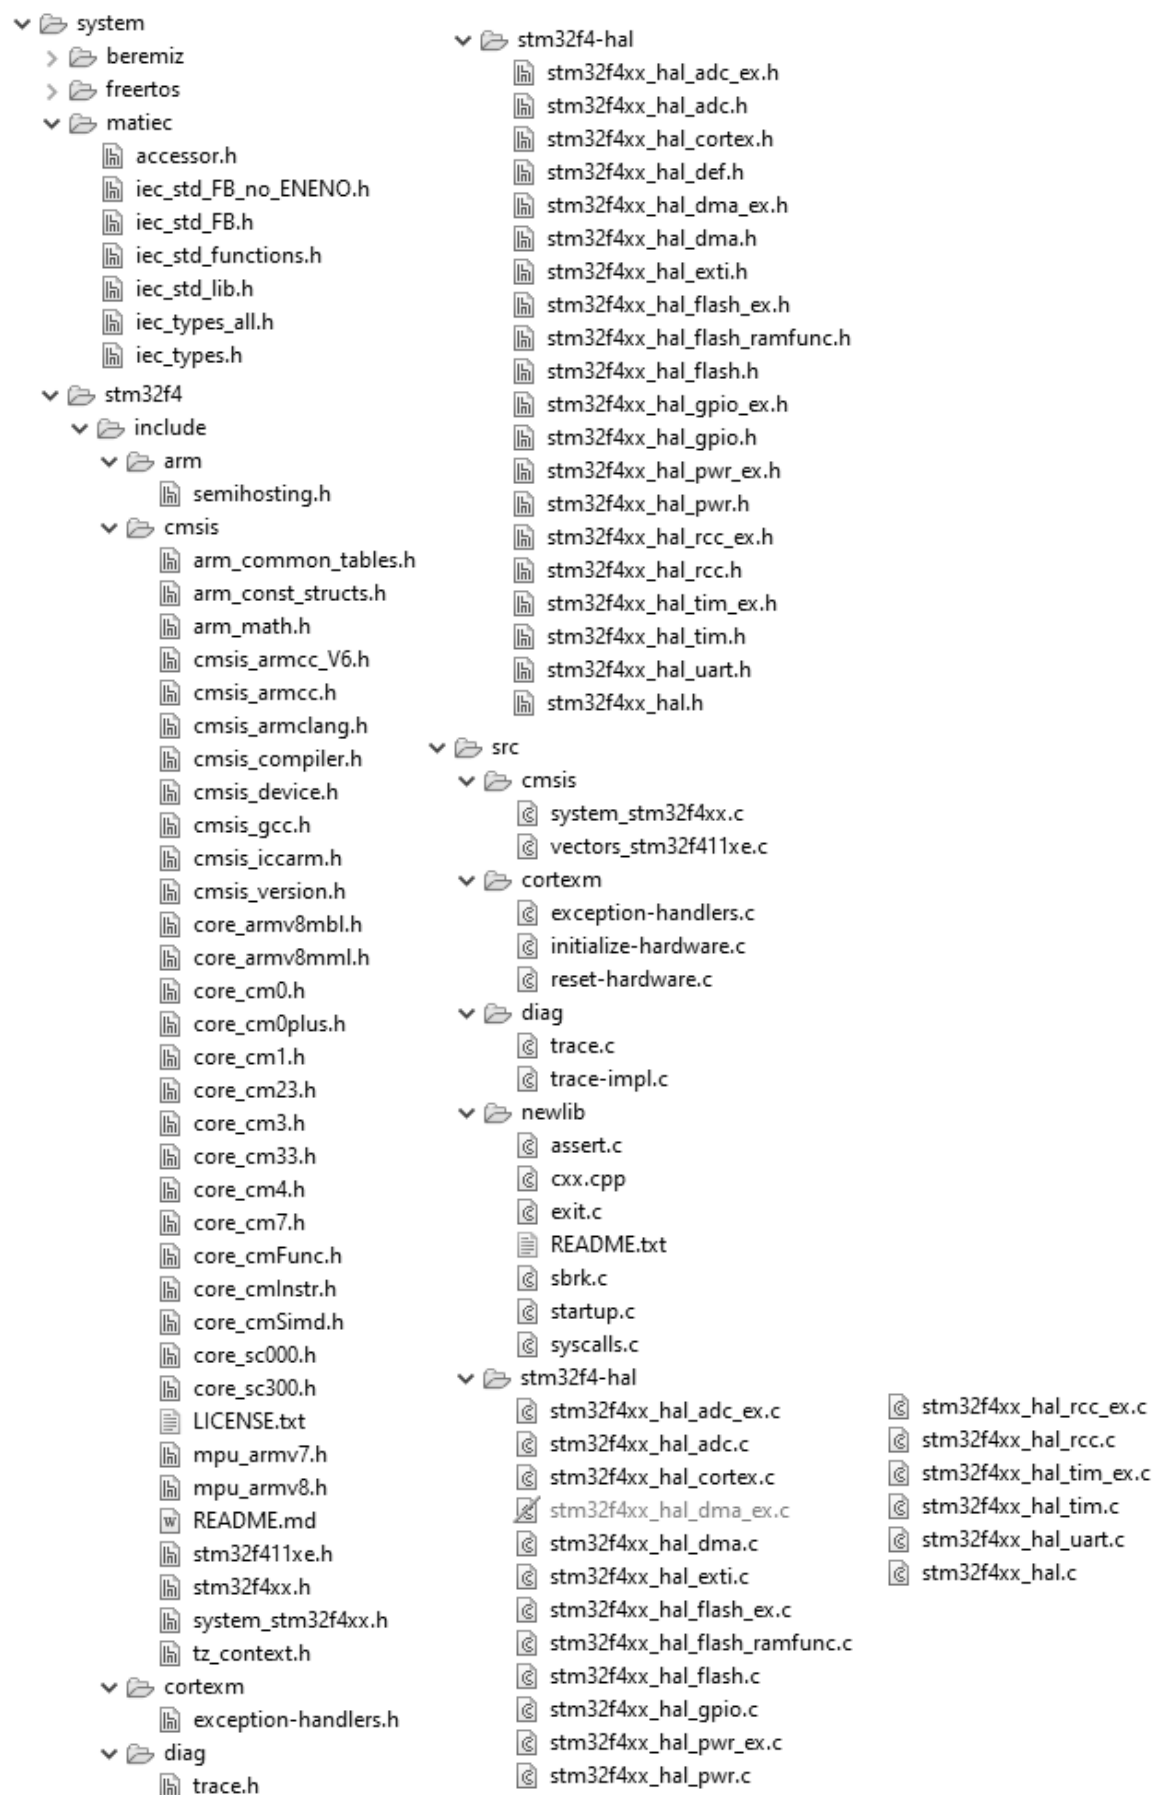 system
beremiz
freertos
matiec
accessor.h
iec_std_FB_no_ENENO.h
iec_std_FB.h
iec_std_functions.h
iec_std_lib.h
iec_types_all.h
iec_types.h
stm32f4
include
arm
semihosting.h
cmsis
arm_common_tables.h
arm_const_structs.h
arm_math.h
cmsis_armcc_V6.h
cmsis_armcc.h
cmsis_armclang.h
cmsis_compiler.h
cmsis_device.h
cmsis_gcc.h
cmsis_iccarm.h
cmsis_version.h
core_armv8mbl.h
core_armv8mml.h
core_cm0.h
core_cm0plus.h
core_cm1.h
core_cm23.h
core_cm3.h
core_cm33.h
core_cm4.h
core_cm7.h
core_cmFunc.h
core_cmInstr.h
core_cmSimd.h
core_sc000.h
core_sc300.h
LICENSE.txt
mpu_armv7.h
mpu_armv8.h
README.md
stm32f411xe.h
stm32f4xx.h
system_stm32f4xx.h
tz_context.h
cortexm
exception-handlers.h
diag
trace.h
stm32f4-hal
stm32f4xx_hal_adc_ex.h
stm32f4xx_hal_adc.h
stm32f4xx_hal_cortex.h
stm32f4xx_hal_def.h
stm32f4xx_hal_dma_ex.h
stm32f4xx_hal_dma.h
stm32f4xx_hal_exti.h
stm32f4xx_hal_flash_ex.h
stm32f4xx_hal_flash_ramfunc.h
stm32f4xx_hal_flash.h
stm32f4xx_hal_gpio_ex.h
stm32f4xx_hal_gpio.h
stm32f4xx_hal_pwr_ex.h
stm32f4xx_hal_pwr.h
stm32f4xx_hal_rcc_ex.h
stm32f4xx_hal_rcc.h
stm32f4xx_hal_tim_ex.h
stm32f4xx_hal_tim.h
stm32f4xx_hal_uart.h
stm32f4xx_hal.h
src
cmsis
system_stm32f4xx.c
vectors_stm32f411xe.c
cortexm
exception-handlers.c
initialize-hardware.c
reset-hardware.c
diag
trace.c
trace-impl.c
newlib
assert.c
cxx.cpp
exit.c
README.txt
sbrk.c
startup.c
syscalls.c
stm32f4-hal
stm32f4xx_hal_adc_ex.c
stm32f4xx_hal_adc.c
stm32f4xx_hal_cortex.c
stm32f4xx_hal_dma_ex.c
stm32f4xx_hal_dma.c
stm32f4xx_hal_exti.c
stm32f4xx_hal_flash_ex.c
stm32f4xx_hal_flash_ramfunc.c
stm32f4xx_hal_flash.c
stm32f4xx_hal_gpio.c
stm32f4xx_hal_pwr_ex.c
stm32f4xx_hal_pwr.c
stm32f4xx_hal_rcc_ex.c
stm32f4xx_hal_rcc.c
stm32f4xx_hal_tim_ex.c
stm32f4xx_hal_tim.c
stm32f4xx_hal_uart.c
stm32f4xx_hal.c